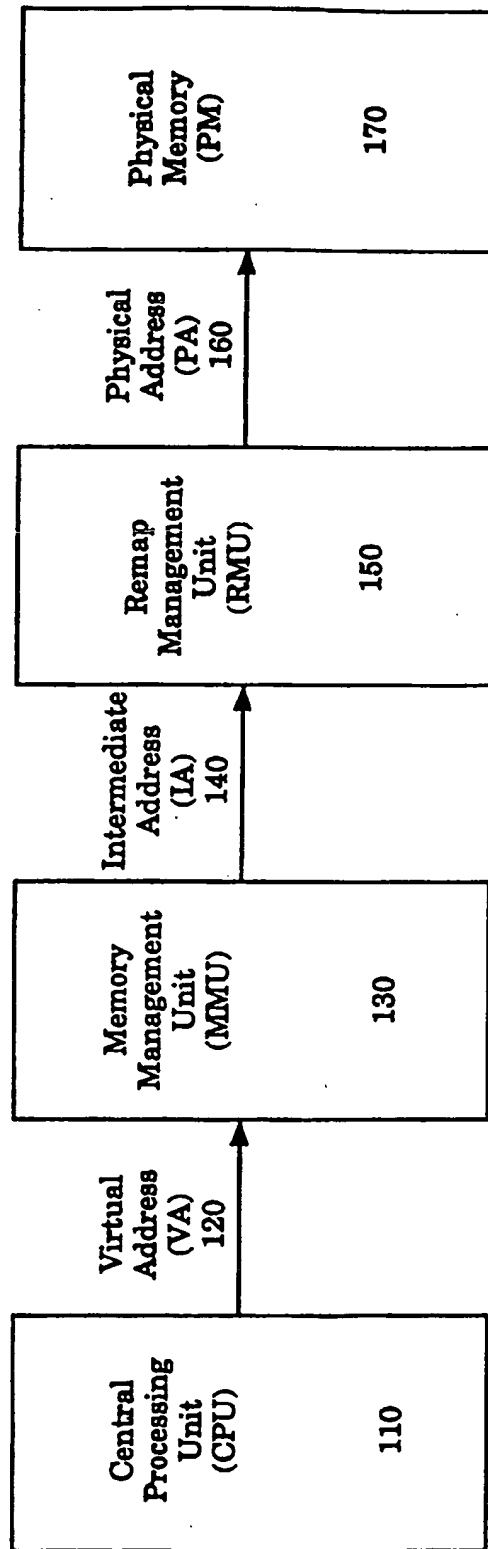 Central
Processing
Unit
(CPU)
110
Virtual
Address
(VA)
120
Memory
Management
Unit
(MMU)
130
Intermediate
Address
(IA)
140
Remap
Management
Unit
(RMU)
150
Physical
Address
(PA)
160
Physical
Memory
(PM)
170